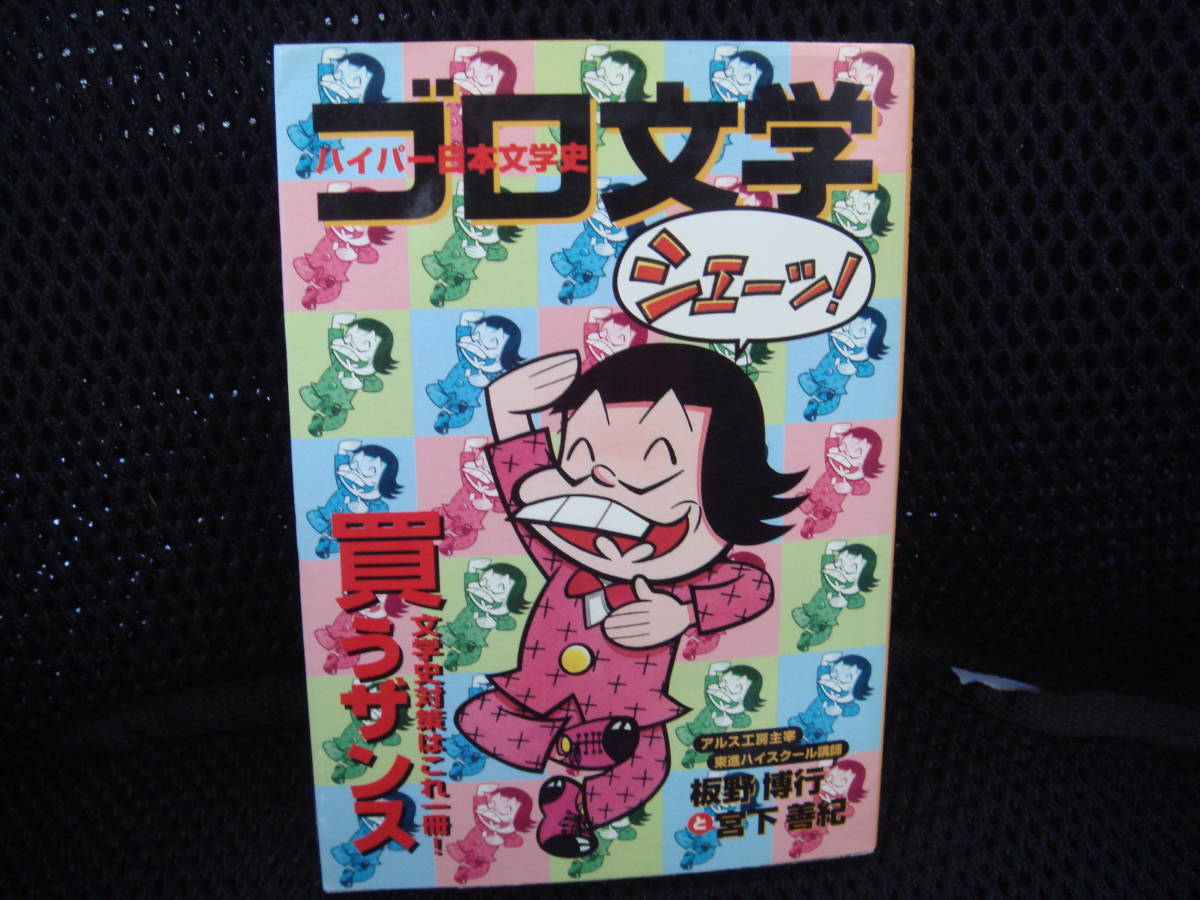 ゴロ文学
ハイパー日本文学史
シェーッ!
買うザンス
文学史対策はこれ一冊!
アルス工房主宰
東進ハイスクール講師
板野 博行
と宮下 善紀